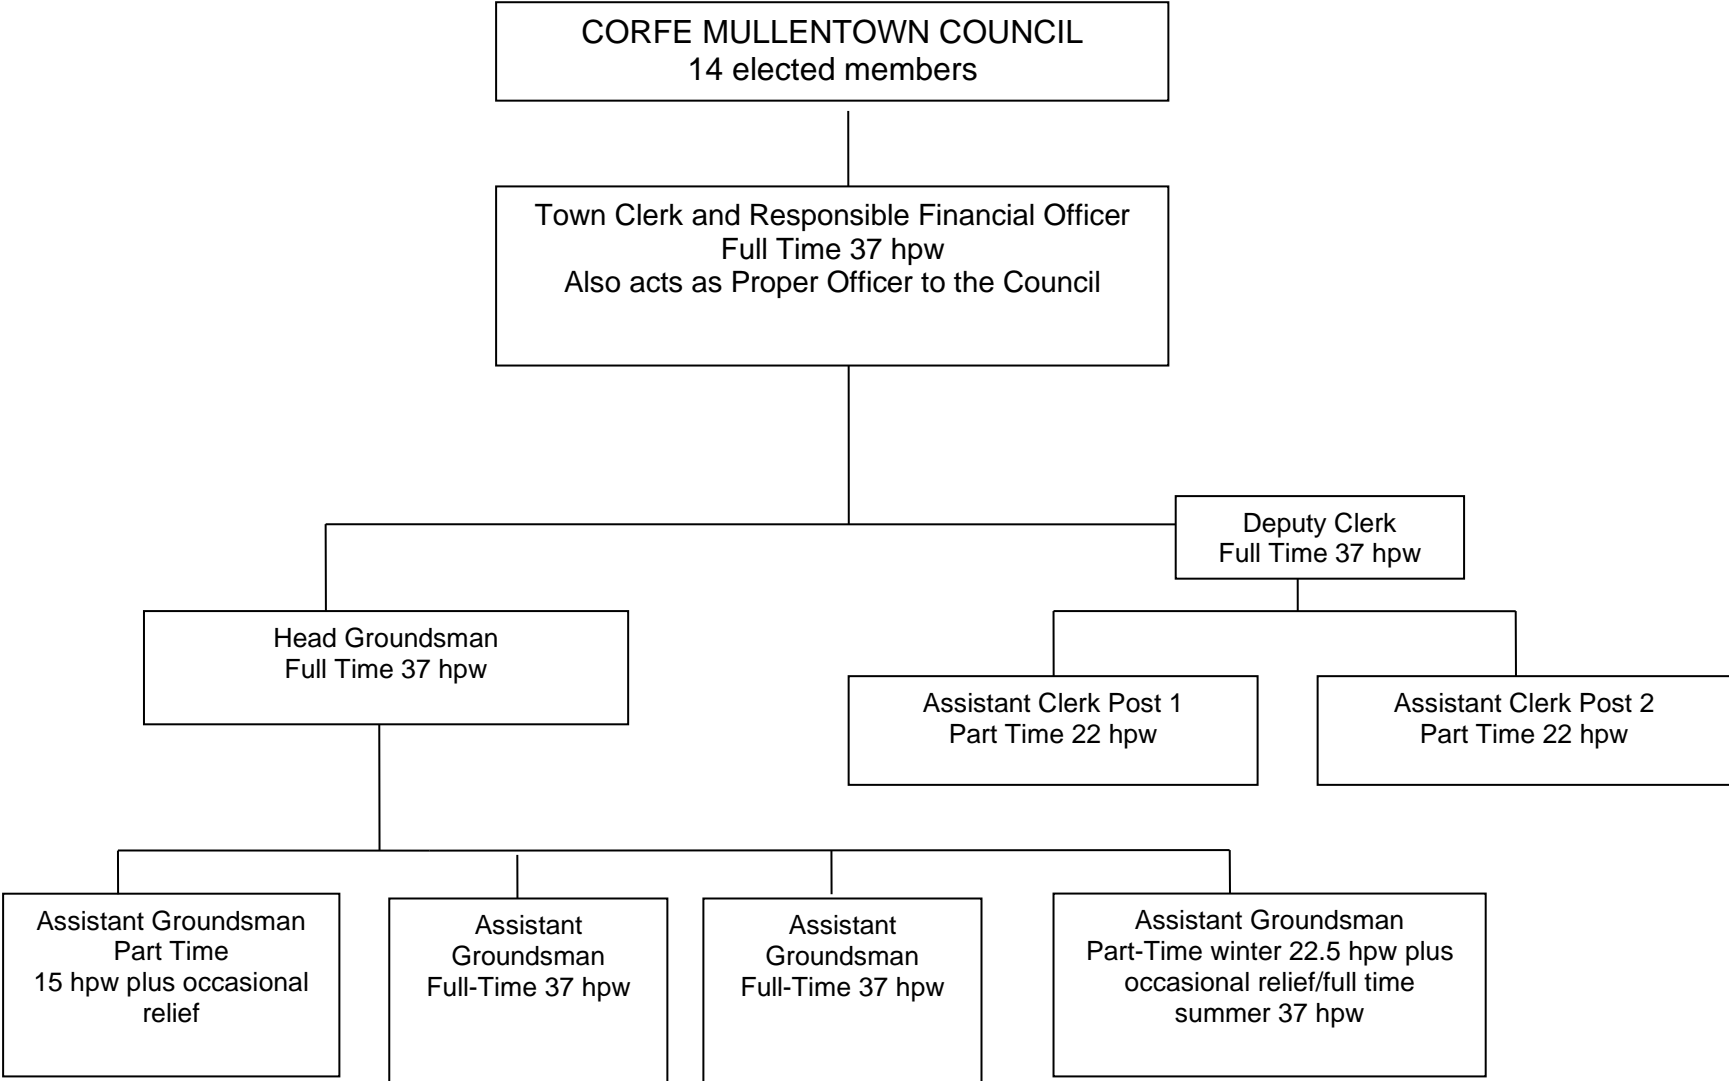 CORFE MULLENTOWN COUNCIL
14 elected members
Town Clerk and Responsible Financial Officer
Full Time 37 hpw
Also acts as Proper Officer to the Council
Deputy Clerk
Full Time 37 hpw
Head Groundsman
Full Time 37 hpw
Assistant Clerk Post 1
Part Time 22 hpw
Assistant Clerk Post 2
Part Time 22 hpw
Assistant Groundsman
Part Time
15 hpw plus occasional
relief
Assistant
Groundsman
Full-Time 37 hpw
Assistant
Groundsman
Full-Time 37 hpw
Assistant Groundsman
Part-Time winter 22.5 hpw plus
occasional relief/full time
summer 37 hpw